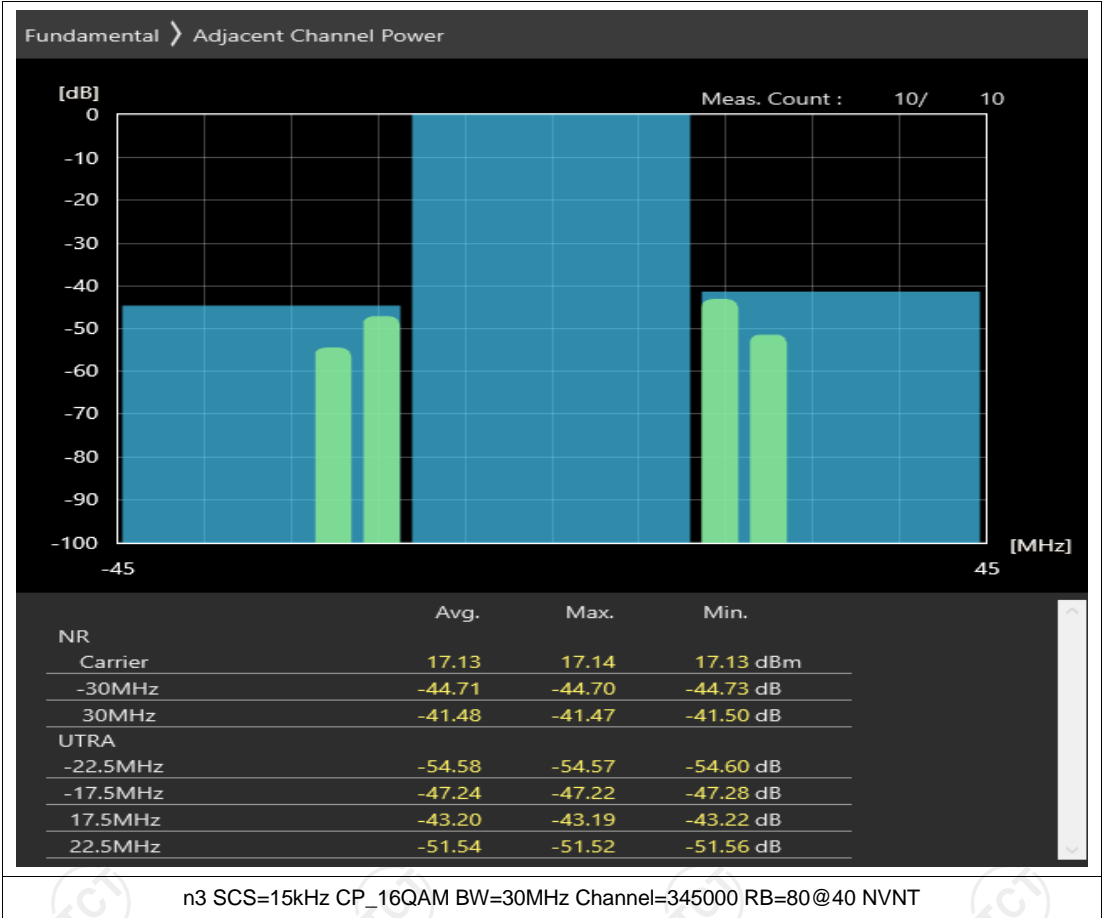 Fundamental ❯ Adjacent Channel Power
[dB]
Meas. Count : 10/ 10
0
-10
-20
-30
-40
-50
-60
-70
-80
-90
-100
[MHz]
-45 45
Avg. Max. Min.
NR
Carrier 17.13 17.14 17.13 dBm
-30MHz -44.71 -44.70 -44.73 dB
30MHz -41.48 -41.47 -41.50 dB
UTRA
-22.5MHz -54.58 -54.57 -54.60 dB
-17.5MHz -47.24 -47.22 -47.28 dB
17.5MHz -43.20 -43.19 -43.22 dB
22.5MHz -51.54 -51.52 -51.56 dB
n3 SCS=15kHz CP_16QAM BW=30MHz Channel=345000 RB=80@40 NVNT
TCT TCT TCT TCT